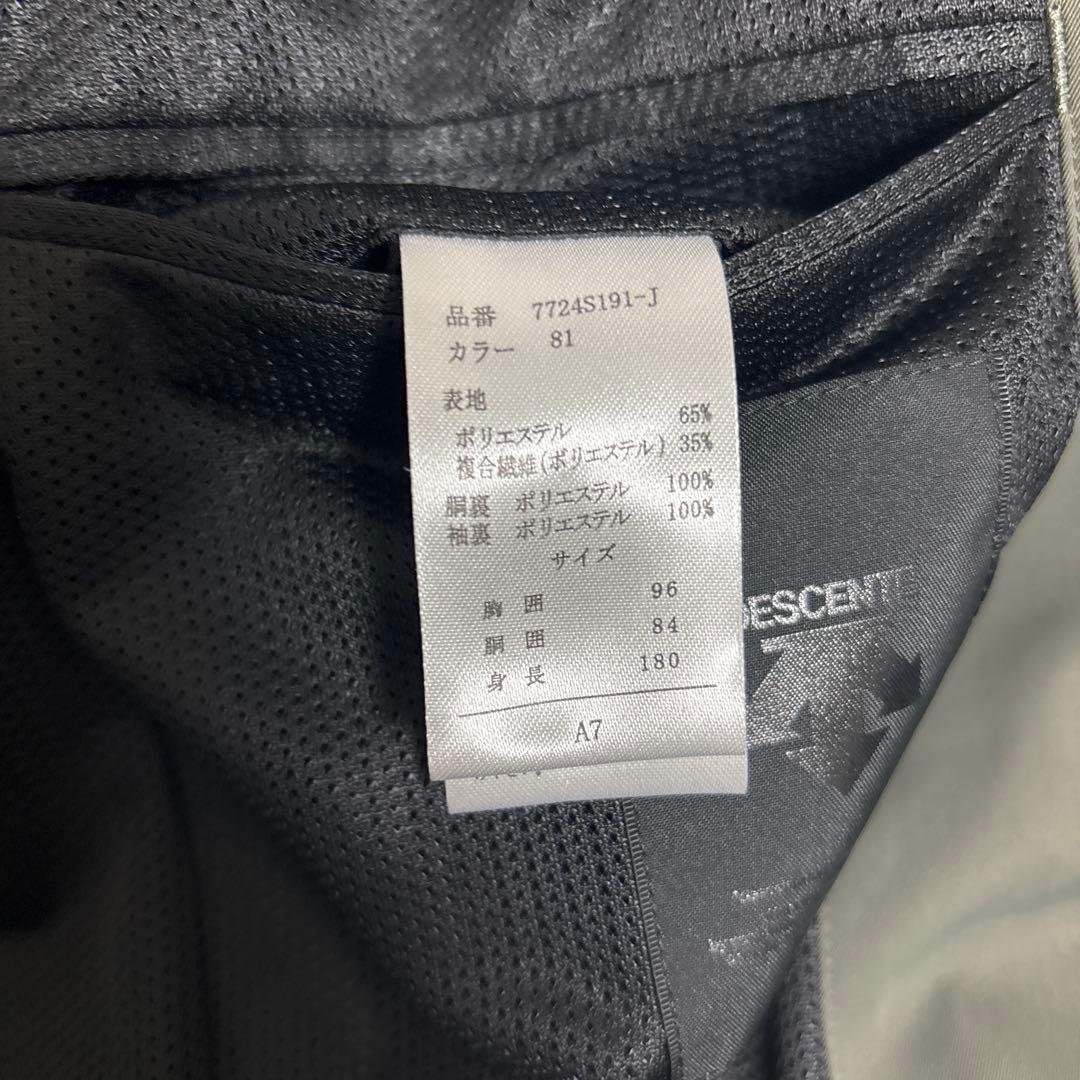 品番 7724S191-J
カラー 81
表地
ポリエステル 65%
複合繊維(ポリエステル) 35%
胴裏 ポリエステル 100%
袖裏 ポリエステル 100%
サイズ
胸囲 96
胴囲 84
身長 180
A7
DESCENTE